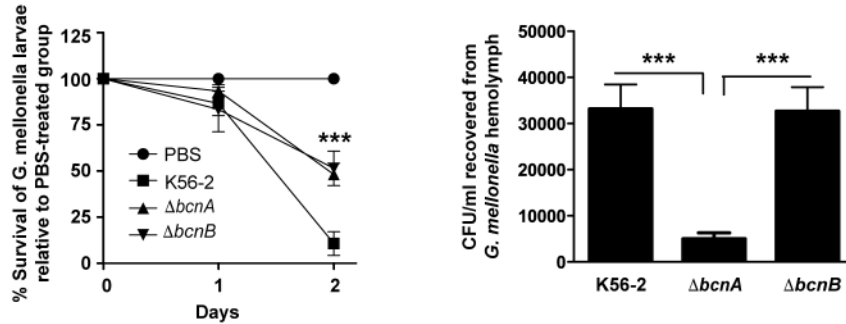 % Survival of G. mellonella larvae
relative to PBS-treated group
125
100
75
50
25
0
PBS
K56-2
ΔbcnA
ΔbcnB
***
0
1
2
Days
CFU/ml recovered from
G. mellonella hemolymph
50000
40000
30000
20000
10000
0
***
***
K56-2
ΔbcnA
ΔbcnB